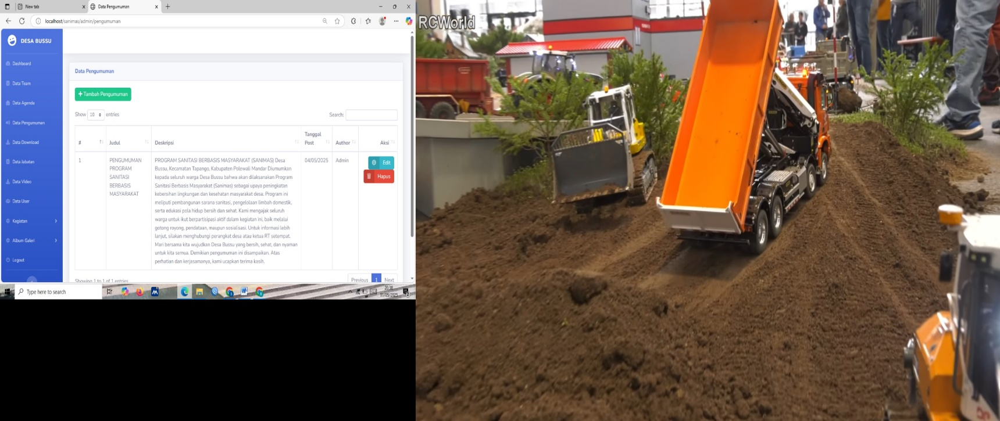 New tab
Data Pengumuman
localhost/sanimas/admin/pengumuman
DESA BUSSU
Dashboard
Data Team
Data Agenda
Data Pengumuman
Data Download
Data Jabatan
Data Video
Data User
Kegiatan
Album Galeri
Logout
Data Pengumuman
+ Tambah Pengumuman
Show 10 entries
Search:
# Judul Deskripsi Tanggal Post Author Aksi
1
PENGUMUMAN
PROGRAM
SANITASI
BERBASIS
MASYARAKAT
PROGRAM SANITASI BERBASIS MASYARAKAT (SANIMAS) Desa
Bussu, Kecamatan Tapango, Kabupaten Polewali Mandar Diumumkan
kepada seluruh warga Desa Bussu bahwa akan dilaksanakan Program
Sanitasi Berbasis Masyarakat (Sanimas) sebagai upaya peningkatan
kebersihan lingkungan dan kesehatan masyarakat desa. Program ini
meliputi pembangunan sarana sanitasi, pengelolaan limbah domestik,
serta edukasi pola hidup bersih dan sehat. Kami mengajak seluruh
warga untuk ikut berpartisipasi aktif dalam kegiatan ini, baik melalui
gotong royong, pendataan, maupun sosialisasi. Untuk informasi lebih
lanjut, silakan menghubungi perangkat desa atau ketua RT setempat.
Mari bersama kita wujudkan Desa Bussu yang bersih, sehat, dan nyaman
untuk kita semua. Demikian pengumuman ini disampaikan. Atas
perhatian dan kerjasamanya, kami ucapkan terima kasih.
04/05/2025
Admin
Edit
Hapus
Showing 1 to 1 of 1 entries
Previous 1 Next
Type here to search
20.38
11/05/2025
RCWorld